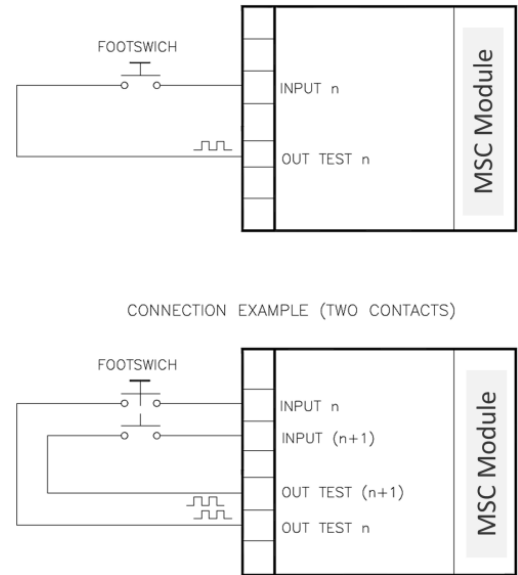 FOOTSWICH
INPUT n
OUT TEST n
MSC Module
CONNECTION EXAMPLE (TWO CONTACTS)
FOOTSWICH
INPUT n
INPUT (n+1)
OUT TEST (n+1)
OUT TEST n
MSC Module